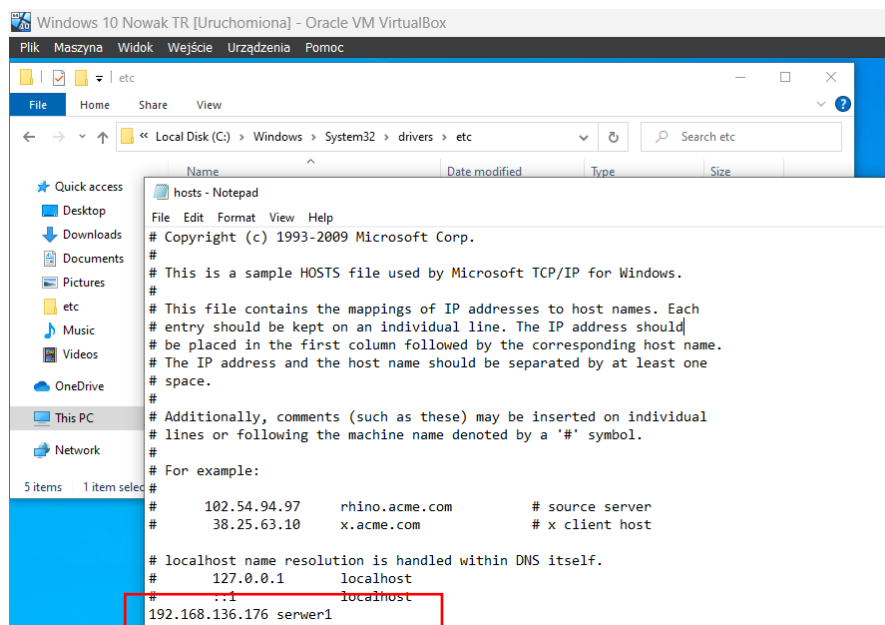 Windows 10 Nowak TR [Uruchomiona] - Oracle VM VirtualBox
Plik Maszyna Widok Wejście Urządzenia Pomoc
etc
File Home Share View
« Local Disk (C:) > Windows > System32 > drivers > etc
Search etc
Name Date modified Type Size
Quick access
Desktop
Downloads
Documents
Pictures
etc
Music
Videos
OneDrive
This PC
Network
5 items 1 item selec
hosts - Notepad
File Edit Format View Help
# Copyright (c) 1993-2009 Microsoft Corp.
#
# This is a sample HOSTS file used by Microsoft TCP/IP for Windows.
#
# This file contains the mappings of IP addresses to host names. Each
# entry should be kept on an individual line. The IP address should
# be placed in the first column followed by the corresponding host name.
# The IP address and the host name should be separated by at least one
# space.
#
# Additionally, comments (such as these) may be inserted on individual
# lines or following the machine name denoted by a '#' symbol.
#
# For example:
#
# 102.54.94.97 rhino.acme.com # source server
# 38.25.63.10 x.acme.com # x client host
# localhost name resolution is handled within DNS itself.
# 127.0.0.1 localhost
# ::1 localhost
192.168.136.176 serwer1